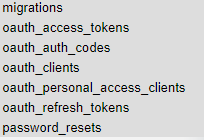 migrations
oauth_access_tokens
oauth_auth_codes
oauth_clients
oauth_personal_access_clients
oauth_refresh_tokens
password_resets